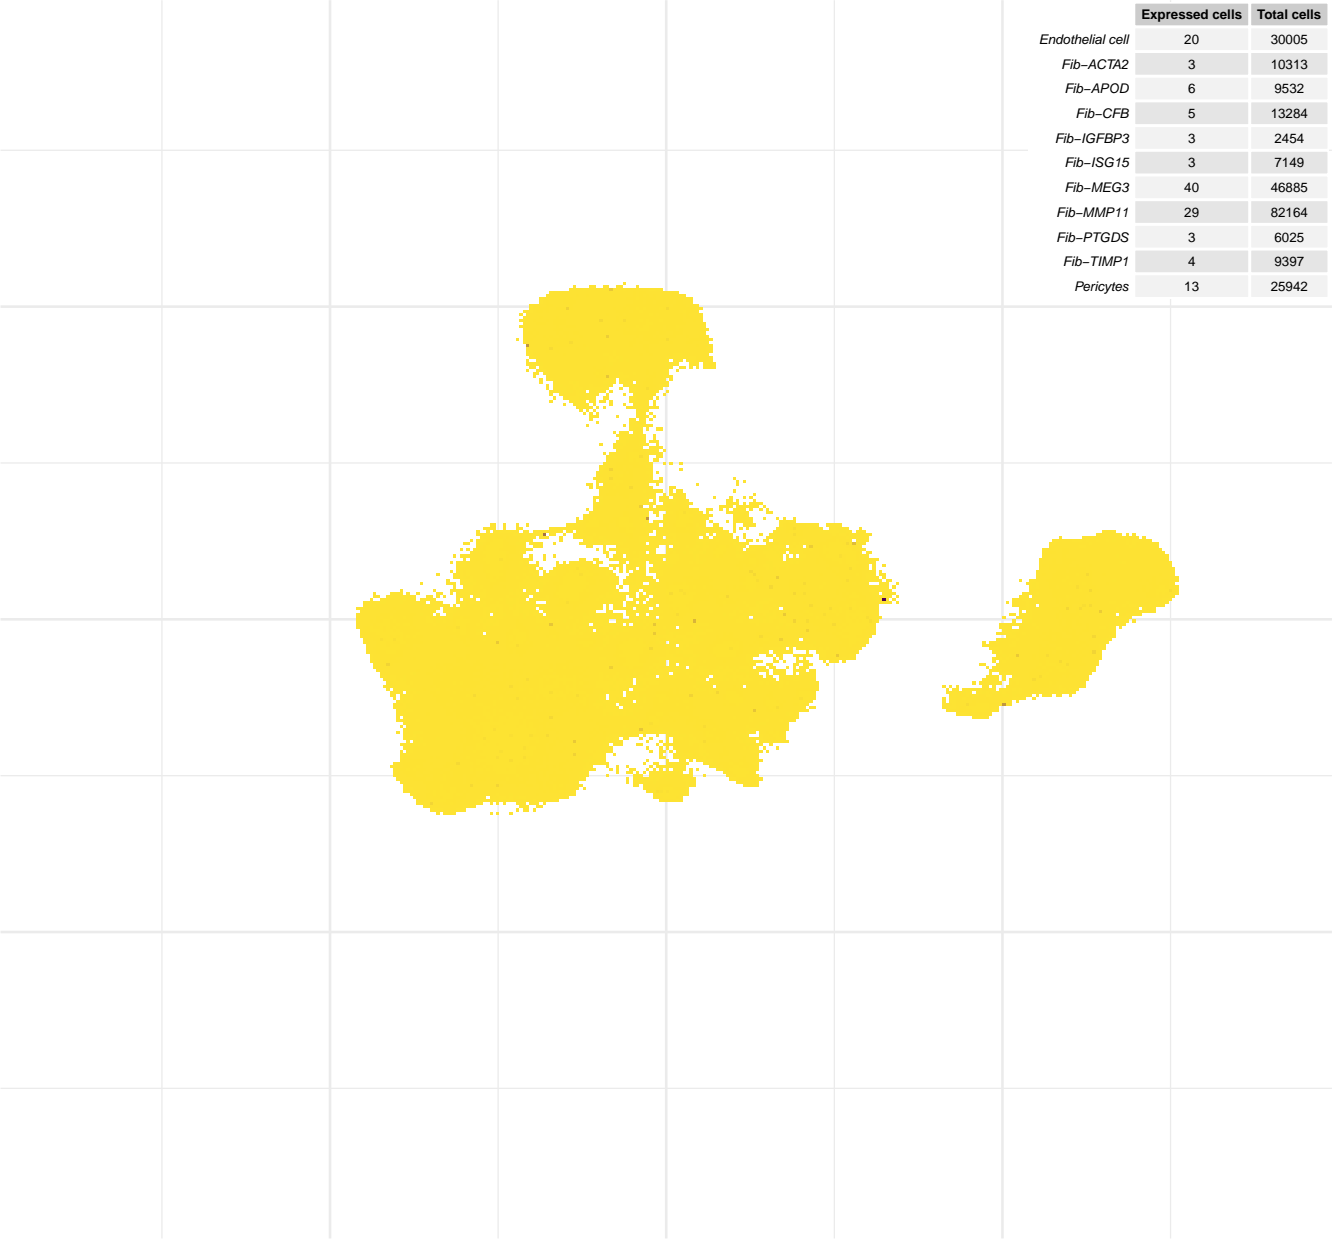 Expressed cells Total cells
Endothelial cell 20 30005
Fib−ACTA2 3 10313
Fib−APOD 6 9532
Fib−CFB 5 13284
Fib−IGFBP3 3 2454
Fib−ISG15 3 7149
Fib−MEG3 40 46885
Fib−MMP11 29 82164
Fib−PTGDS 3 6025
Fib−TIMP1 4 9397
Pericytes 13 25942